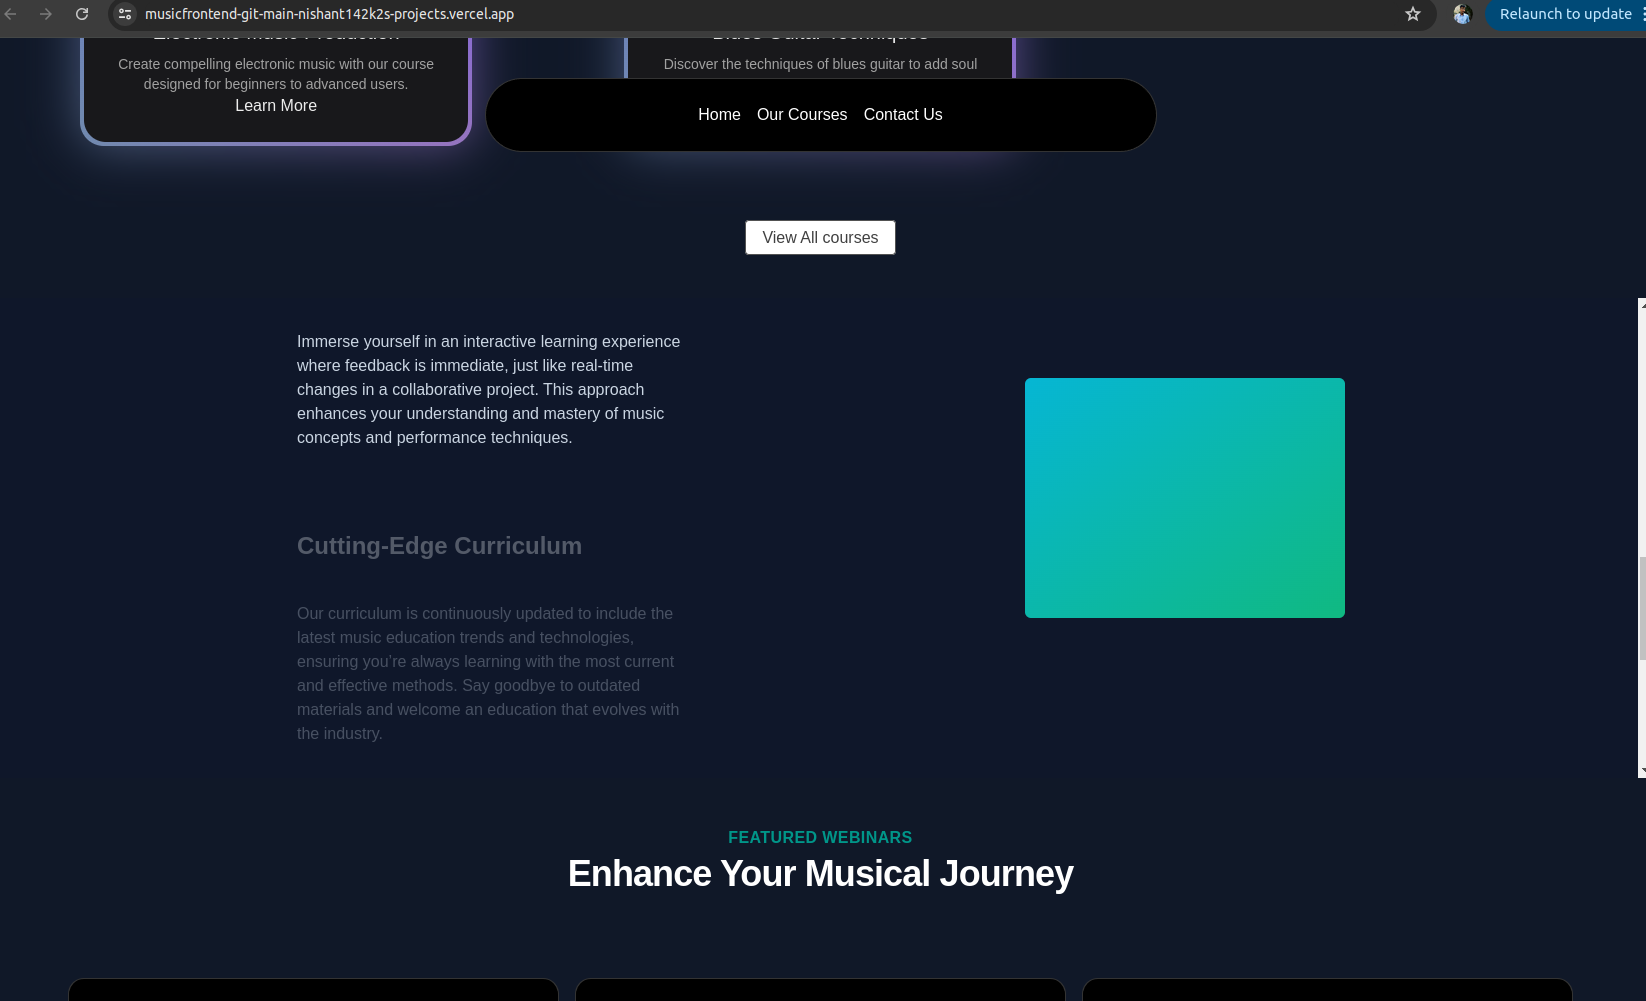 musicfrontend-git-main-nishant142k2s-projects.vercel.app
Relaunch to update
Electronic Music Production
Blues Guitar Techniques
Create compelling electronic music with our course
designed for beginners to advanced users.
Learn More
Discover the techniques of blues guitar to add soul
Home Our Courses Contact Us
View All courses
Immerse yourself in an interactive learning experience
where feedback is immediate, just like real-time
changes in a collaborative project. This approach
enhances your understanding and mastery of music
concepts and performance techniques.
Cutting-Edge Curriculum
Our curriculum is continuously updated to include the
latest music education trends and technologies,
ensuring you’re always learning with the most current
and effective methods. Say goodbye to outdated
materials and welcome an education that evolves with
the industry.
FEATURED WEBINARS
Enhance Your Musical Journey